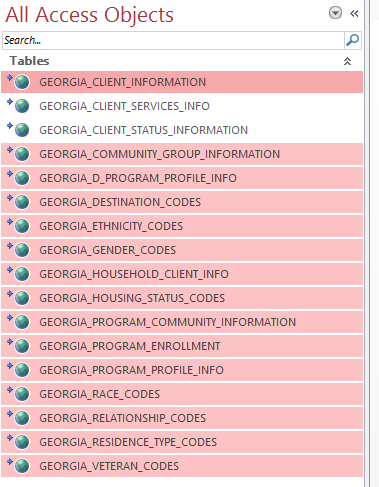 All Access Objects
Search...
Tables
GEORGIA_CLIENT_INFORMATION
GEORGIA_CLIENT_SERVICES_INFO
GEORGIA_CLIENT_STATUS_INFORMATION
GEORGIA_COMMUNITY_GROUP_INFORMATION
GEORGIA_D_PROGRAM_PROFILE_INFO
GEORGIA_DESTINATION_CODES
GEORGIA_ETHNICITY_CODES
GEORGIA_GENDER_CODES
GEORGIA_HOUSEHOLD_CLIENT_INFO
GEORGIA_HOUSING_STATUS_CODES
GEORGIA_PROGRAM_COMMUNITY_INFORMATION
GEORGIA_PROGRAM_ENROLLMENT
GEORGIA_PROGRAM_PROFILE_INFO
GEORGIA_RACE_CODES
GEORGIA_RELATIONSHIP_CODES
GEORGIA_RESIDENCE_TYPE_CODES
GEORGIA_VETERAN_CODES